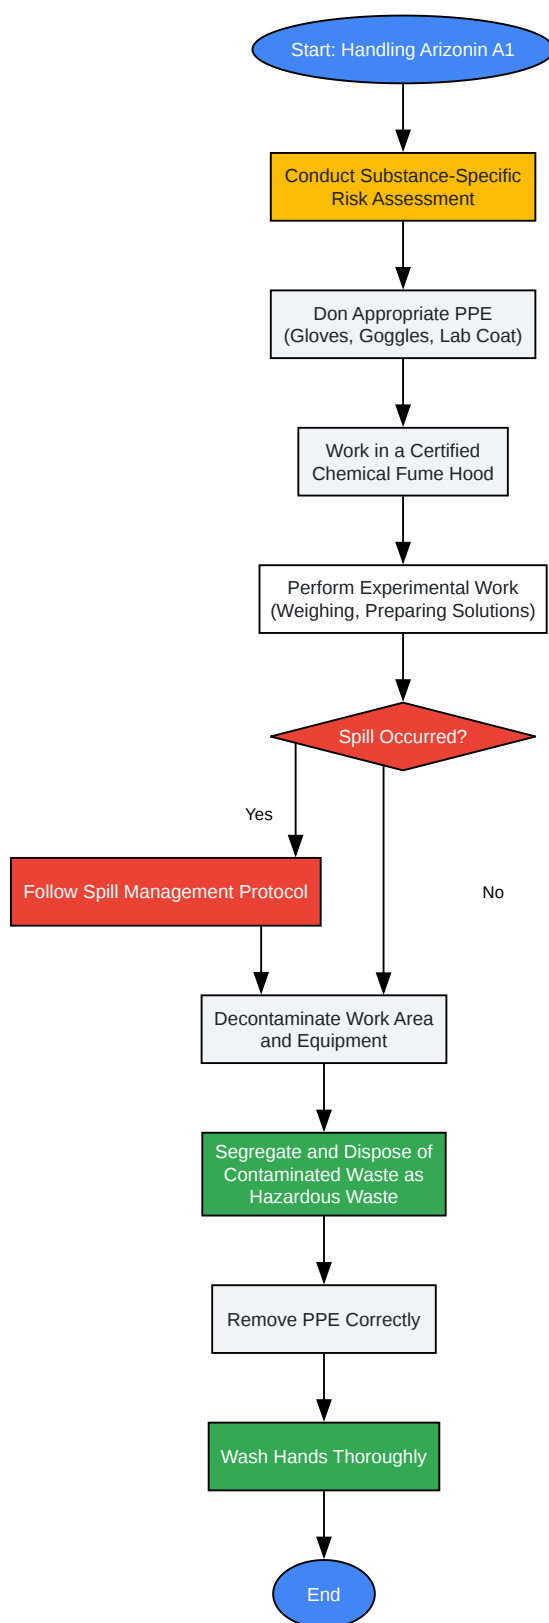 Start: Handling Arizonin A1
Conduct Substance-Specific
Risk Assessment
Don Appropriate PPE
(Gloves, Goggles, Lab Coat)
Work in a Certified
Chemical Fume Hood
Perform Experimental Work
(Weighing, Preparing Solutions)
Spill Occurred?
Yes
Follow Spill Management Protocol
No
Decontaminate Work Area
and Equipment
Segregate and Dispose of
Contaminated Waste as
Hazardous Waste
Remove PPE Correctly
Wash Hands Thoroughly
End